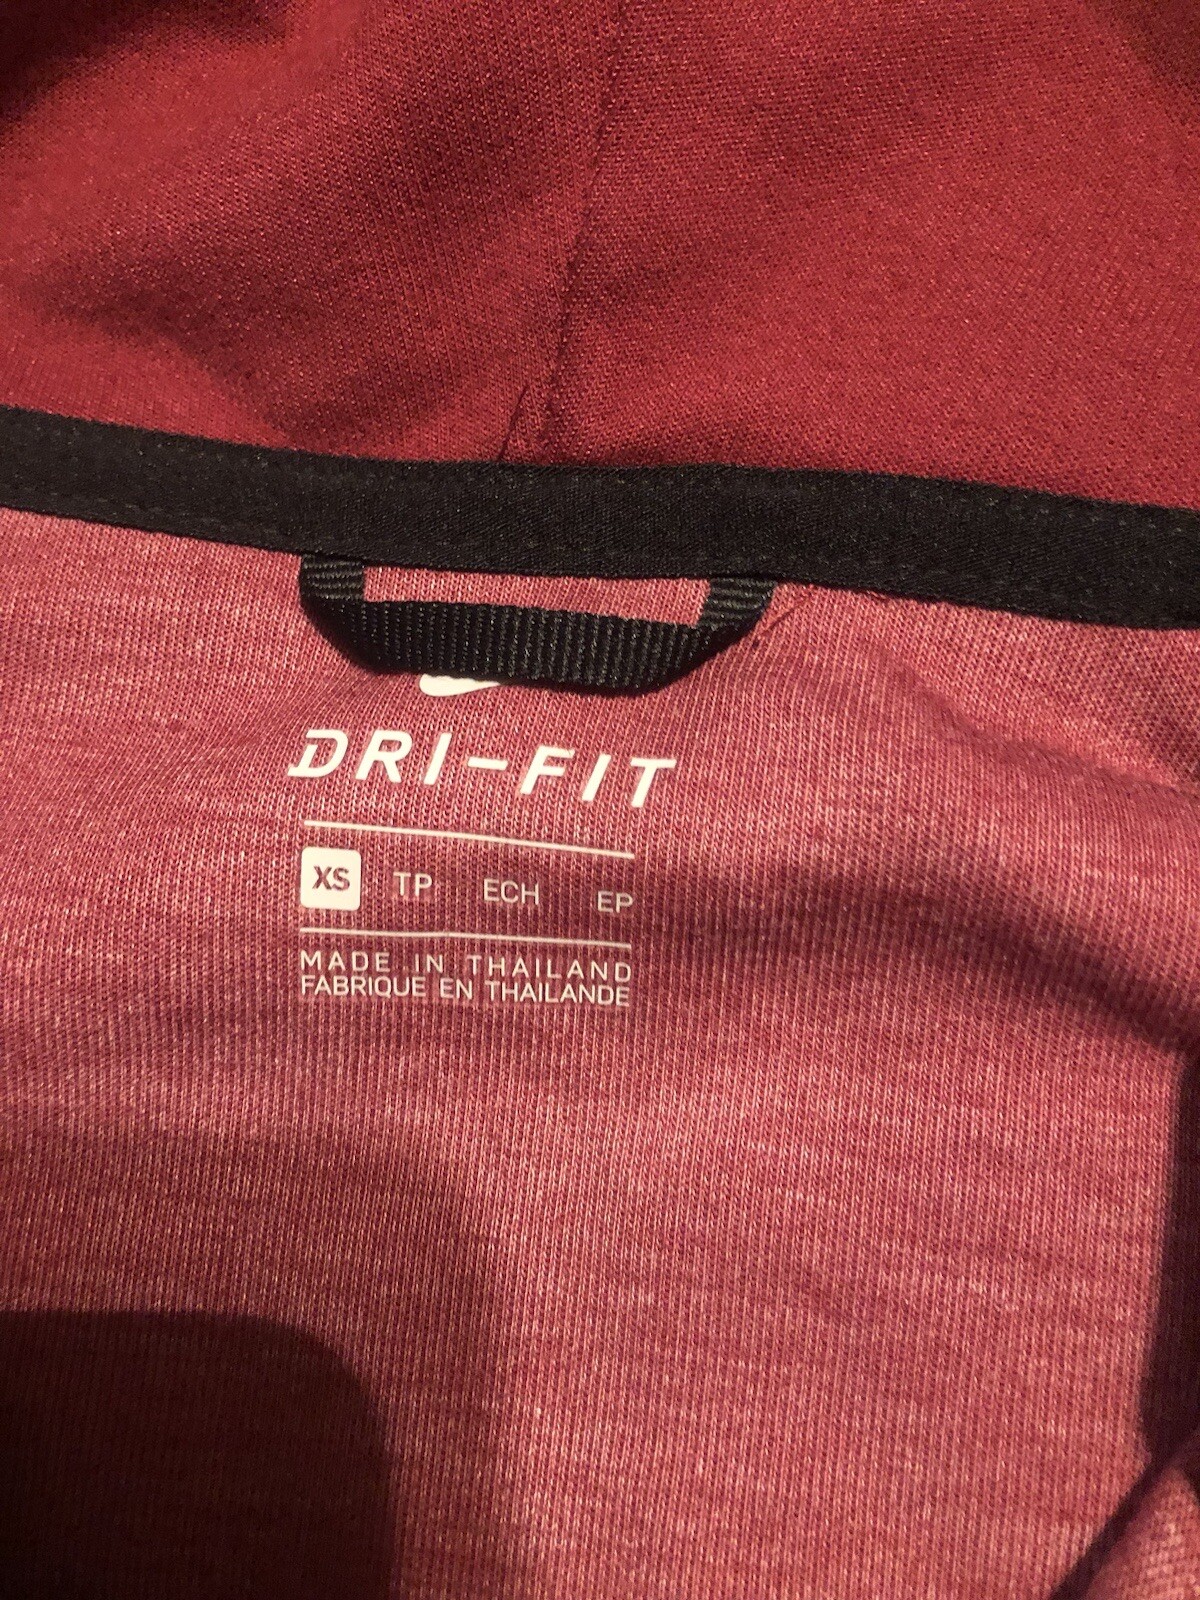 DRI-FIT
XS TP ECH EP
MADE IN THAILAND
FABRIQUE EN THAILANDE